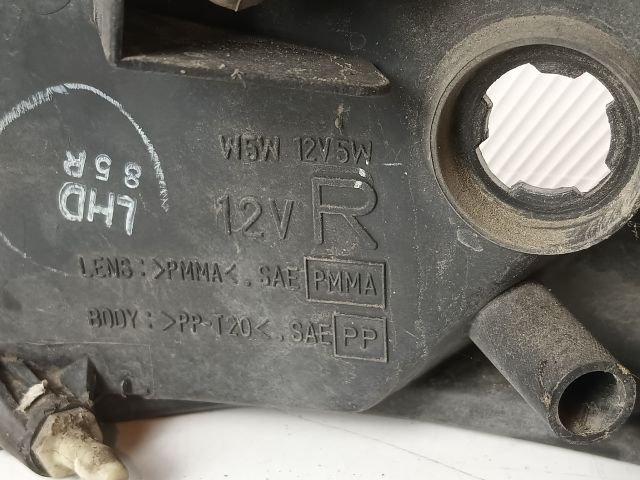 W5W 12V5W
12V R
LENS:>PMMA<.SAE PMMA
BODY:>PP-T20<.SAE PP
LHD
85R